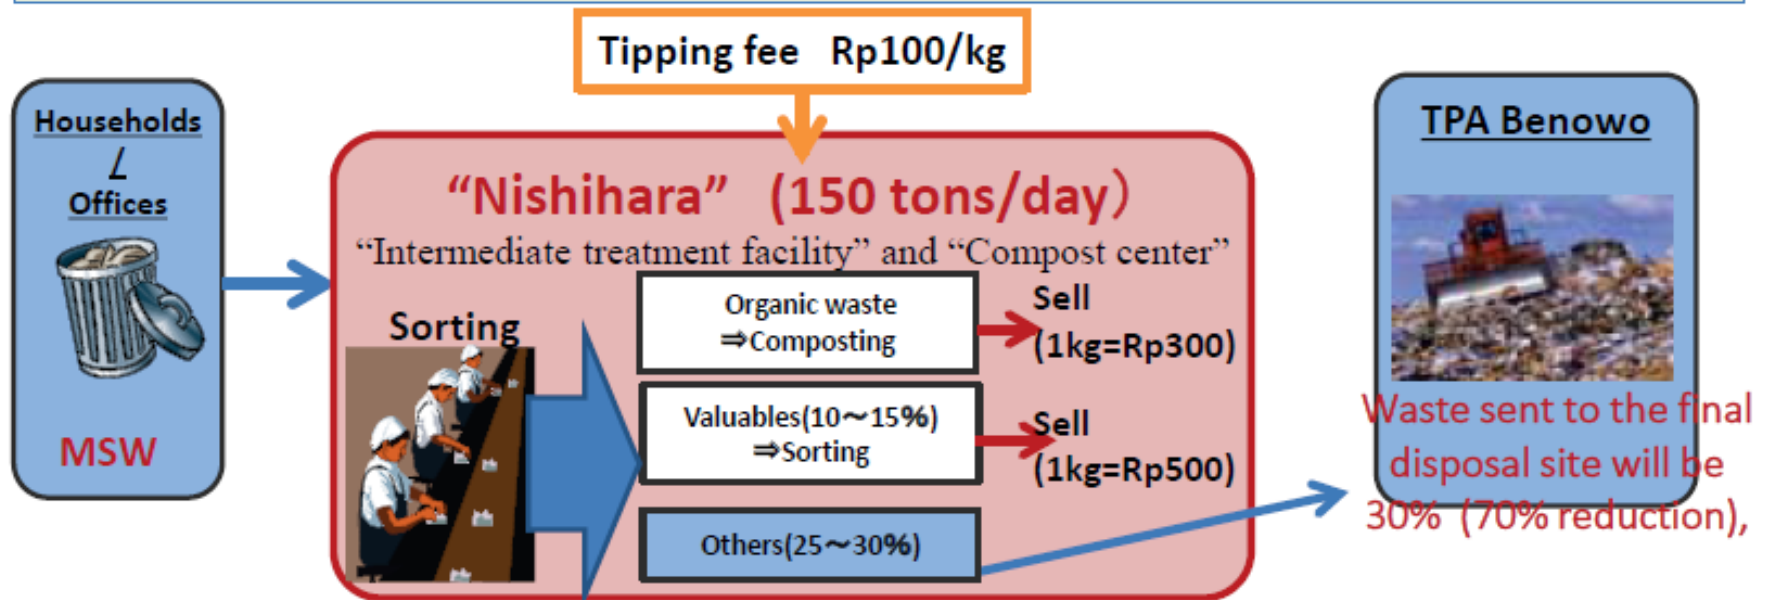 Tipping fee Rp100/kg
Households
/
Offices
MSW
“Nishihara” (150 tons/day)
“Intermediate treatment facility” and “Compost center”
Sorting
Organic waste
⇒Composting
Sell
(1kg=Rp300)
Valuables(10～15%)
⇒Sorting
Sell
(1kg=Rp500)
Others(25～30%)
TPA Benowo
Waste sent to the final
disposal site will be
30% (70% reduction),